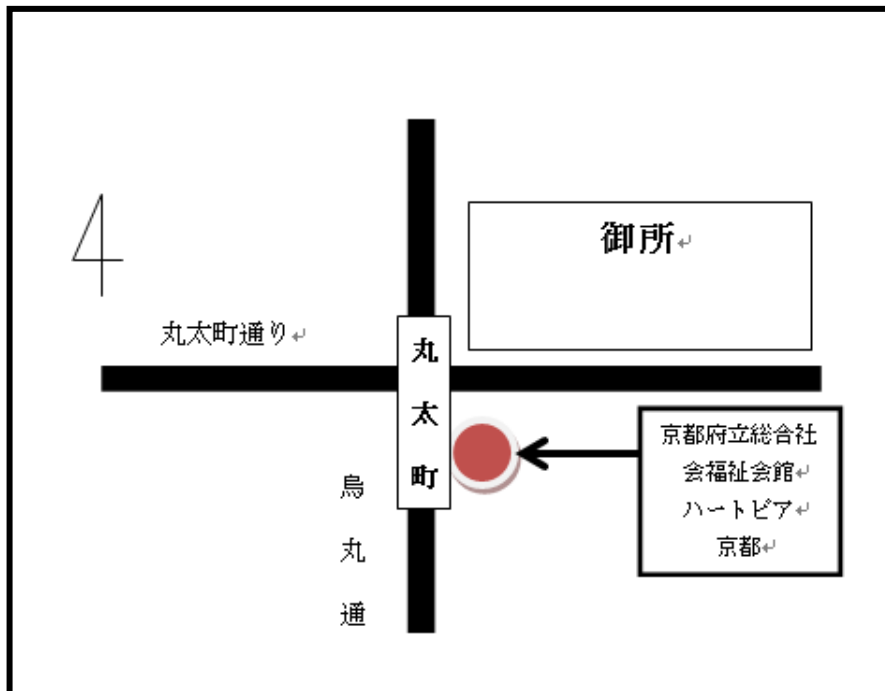 御所
丸太町通り
丸太町
京都府立総合社
会福祉会館
ハートピア
京都
烏丸通